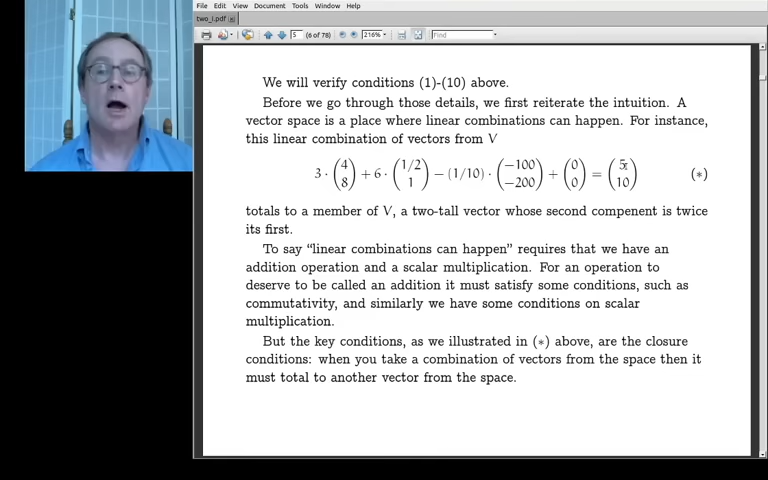 File Edit View Document Tools Window Help
two_i.pdf
5 (6 of 78) 216% Find
We will verify conditions (1)-(10) above.
Before we go through those details, we first reiterate the intuition. A
vector space is a place where linear combinations can happen. For instance,
this linear combination of vectors from V
3 · (4 8) + 6 · (1/2 1) − (1/10) · (−100 −200) + (0 0) = (5 10) (∗)
totals to a member of V, a two-tall vector whose second compenent is twice
its first.
To say “linear combinations can happen” requires that we have an
addition operation and a scalar multiplication. For an operation to
deserve to be called an addition it must satisfy some conditions, such as
commutativity, and similarly we have some conditions on scalar
multiplication.
But the key conditions, as we illustrated in (∗) above, are the closure
conditions: when you take a combination of vectors from the space then it
must total to another vector from the space.